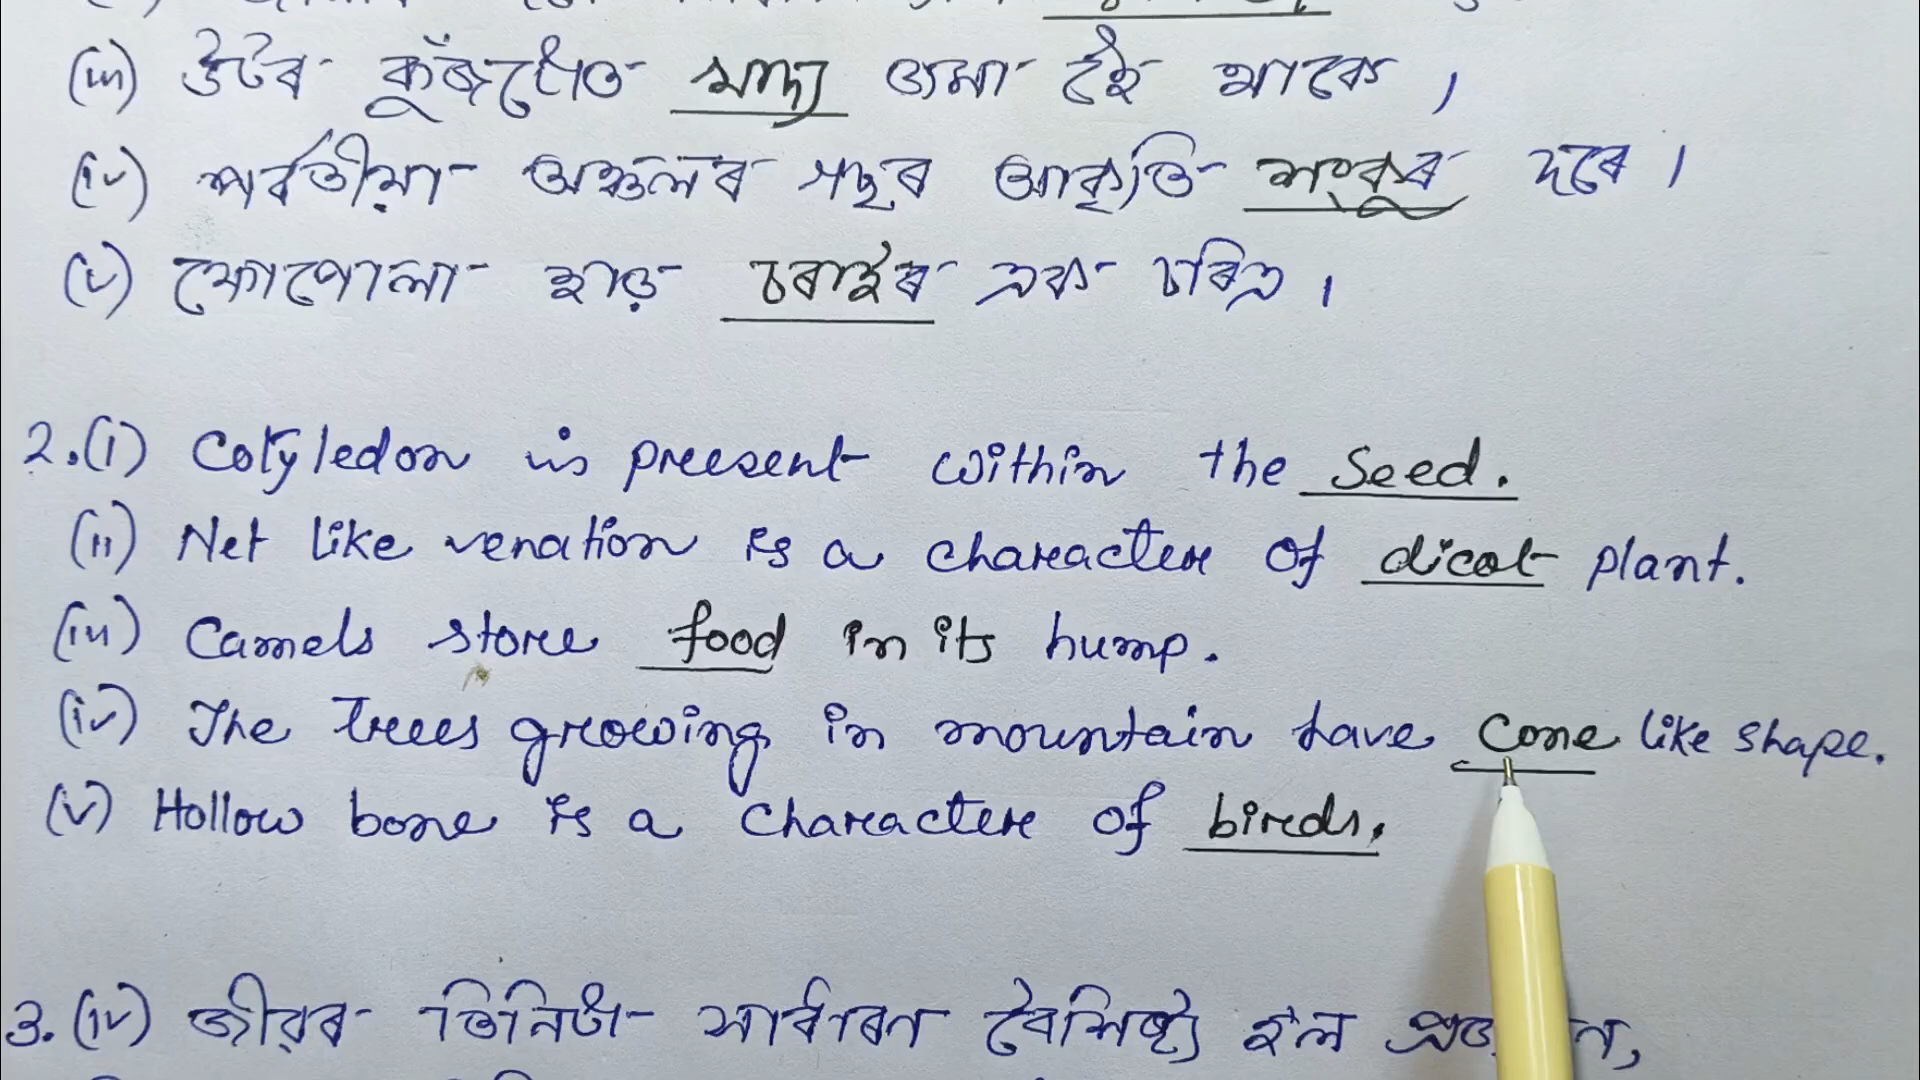 (iii) উটৰ কুঁজটোত খাদ্য জমা হৈ থাকে ।
(iv) পৰ্বতীয়া অঞ্চলৰ গছৰ আকৃতি শংকুৰ দৰে ।
(v) ফোপোলা হাড় চৰাইৰ এক চৰিত্ৰ ।
2.(i) Cotyledon is present within the seed.
(ii) Net like venation is a character of dicot plant.
(iii) Camels store food in its hump.
(iv) The trees growing in mountain have cone like shape.
(v) Hollow bone is a character of birds.
3.(iv) জীৱৰ তিনিটা সাধাৰণ বৈশিষ্ট্য হ'ল